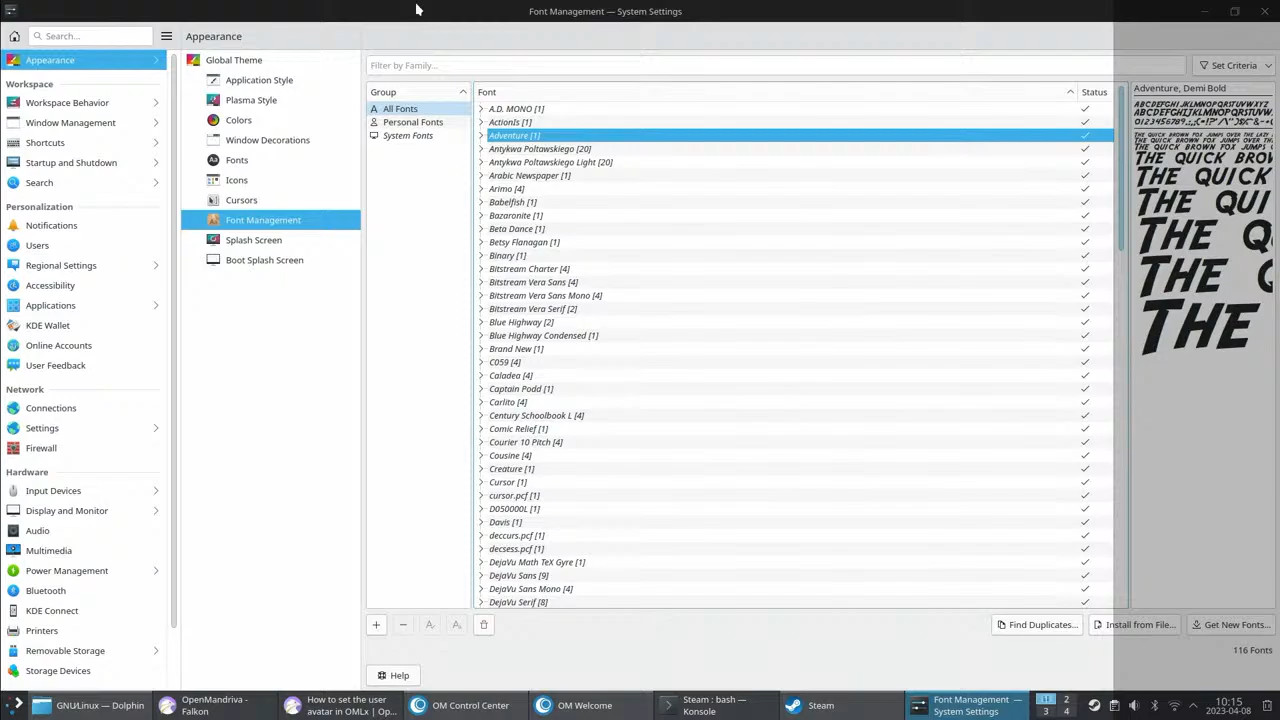 Font Management — System Settings
Search...
Appearance
Appearance
Workspace
Workspace Behavior
Window Management
Shortcuts
Startup and Shutdown
Search
Personalization
Notifications
Users
Regional Settings
Accessibility
Applications
KDE Wallet
Online Accounts
User Feedback
Network
Connections
Settings
Firewall
Hardware
Input Devices
Display and Monitor
Audio
Multimedia
Power Management
Bluetooth
KDE Connect
Printers
Removable Storage
Storage Devices
Global Theme
Application Style
Plasma Style
Colors
Window Decorations
Fonts
Icons
Cursors
Font Management
Splash Screen
Boot Splash Screen
Filter by Family...
Set Criteria
Group
All Fonts
Personal Fonts
System Fonts
Font Status
A.D. MONO [1]
ActionIs [1]
Adventure [1]
Antykwa Poltawskiego [20]
Antykwa Poltawskiego Light [20]
Arabic Newspaper [1]
Arimo [4]
Babelfish [1]
Bazaronite [1]
Beta Dance [1]
Betsy Flanagan [1]
Binary [1]
Bitstream Charter [4]
Bitstream Vera Sans [4]
Bitstream Vera Sans Mono [4]
Bitstream Vera Serif [2]
Blue Highway [2]
Blue Highway Condensed [1]
Brand New [1]
C059 [4]
Caladea [4]
Captain Podd [1]
Carlito [4]
Century Schoolbook L [4]
Comic Relief [1]
Courier 10 Pitch [4]
Cousine [4]
Creature [1]
Cursor [1]
cursor.pcf [1]
D050000L [1]
Davis [1]
deccurs.pcf [1]
decsess.pcf [1]
DejaVu Math TeX Gyre [1]
DejaVu Sans [9]
DejaVu Sans Mono [4]
DejaVu Serif [8]
Adventure, Demi Bold
ABCDEFGHIJKLMNOPQRSTUVWXYZ
THE QUICK BROWN FOX JUMPS OVER THE LAZY
THE QUICK BROWN FOX JUMPS OVER THE
THE QUICK BROWN FOX JUMPS
THE QUICK BROW
THE QUICK
THE QUI
THE Q
THE
THE
Find Duplicates...
Install from File...
Get New Fonts...
116 Fonts
Help
GNU/Linux — Dolphin
OpenMandriva - Falkon
How to set the user avatar in OMLx | Op...
OM Control Center
OM Welcome
Steam : bash — Konsole
Steam
Font Management — System Settings
1 2
3 4
10:15
2023-04-08